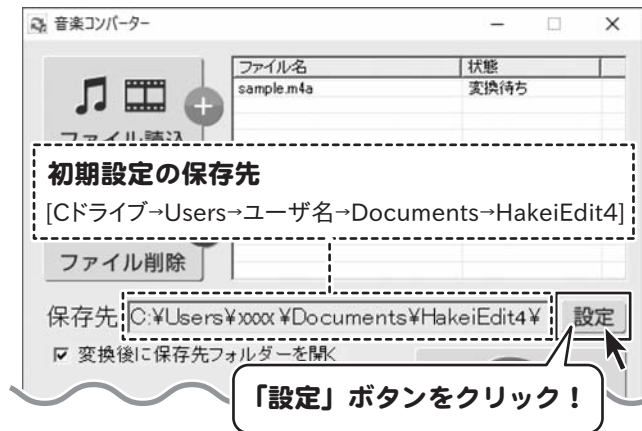 音楽コンバーター
ファイル名 状態
sample.m4a 変換待ち
ファイル読込
初期設定の保存先
[Cドライブ→Users→ユーザ名→Documents→HakeiEdit4]
ファイル削除
保存先 C:¥Users¥xxxx¥Documents¥HakeiEdit4¥ 設定
変換後に保存先フォルダーを開く
「設定」ボタンをクリック！